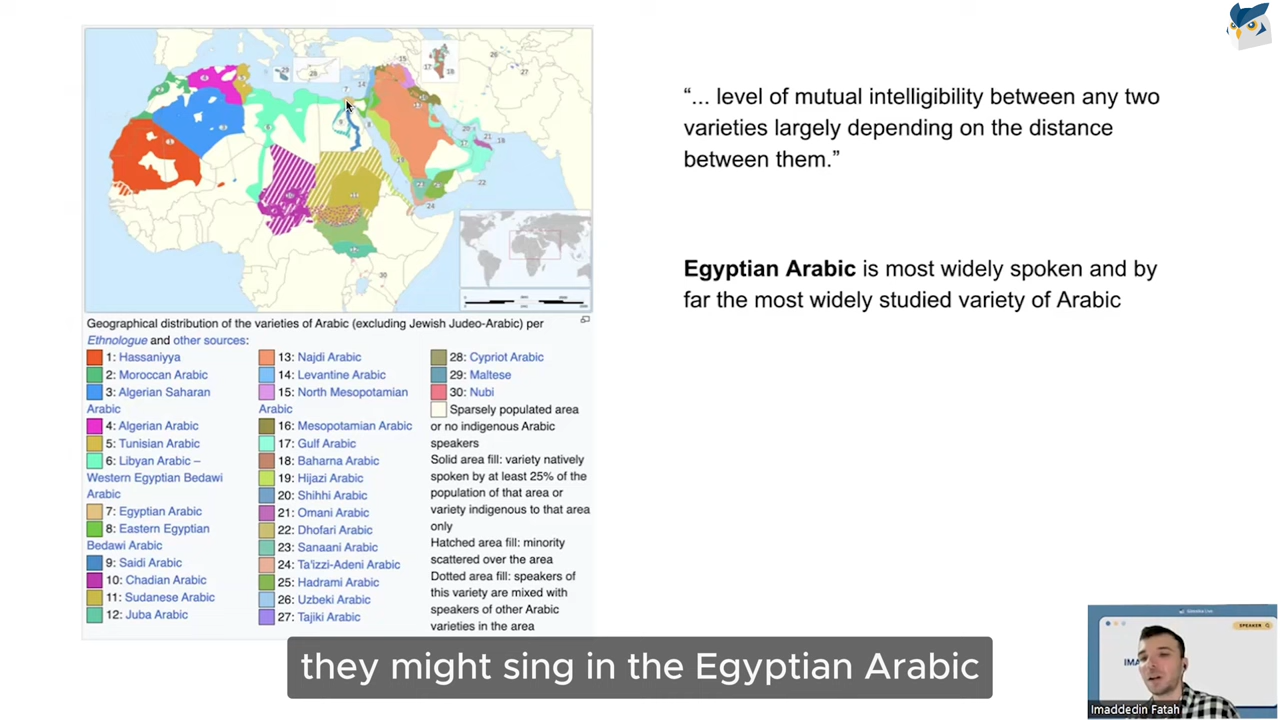 “... level of mutual intelligibility between any two
varieties largely depending on the distance
between them.”
Egyptian Arabic is most widely spoken and by
far the most widely studied variety of Arabic
Geographical distribution of the varieties of Arabic (excluding Jewish Judeo-Arabic) per
Ethnologue and other sources:
1: Hassaniyya
2: Moroccan Arabic
3: Algerian Saharan
Arabic
4: Algerian Arabic
5: Tunisian Arabic
6: Libyan Arabic –
Western Egyptian Bedawi
Arabic
7: Egyptian Arabic
8: Eastern Egyptian
Bedawi Arabic
9: Saidi Arabic
10: Chadian Arabic
11: Sudanese Arabic
12: Juba Arabic
13: Najdi Arabic
14: Levantine Arabic
15: North Mesopotamian
Arabic
16: Mesopotamian Arabic
17: Gulf Arabic
18: Baharna Arabic
19: Hijazi Arabic
20: Shihhi Arabic
21: Omani Arabic
22: Dhofari Arabic
23: Sanaani Arabic
24: Ta'izzi-Adeni Arabic
25: Hadrami Arabic
26: Uzbeki Arabic
27: Tajiki Arabic
28: Cypriot Arabic
29: Maltese
30: Nubi
Sparsely populated area
or no indigenous Arabic
speakers
Solid area fill: variety natively
spoken by at least 25% of the
population of that area or
variety indigenous to that area
only
Hatched area fill: minority
scattered over the area
Dotted area fill: speakers of
this variety are mixed with
speakers of other Arabic
varieties in the area
they might sing in the Egyptian Arabic
SPEAKER
Imaddedin Fatah